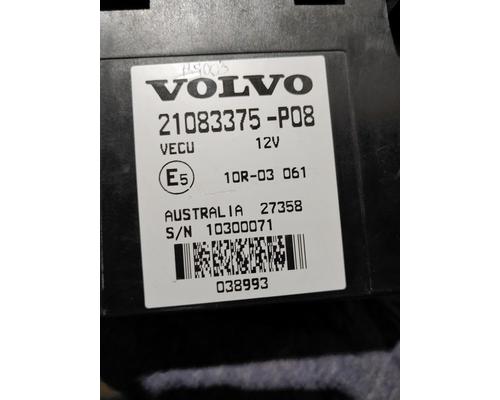 VOLVO
21083375-P08
VECU 12V
E5 10R-03 061
AUSTRALIA 27358
S/N 10300071
038993